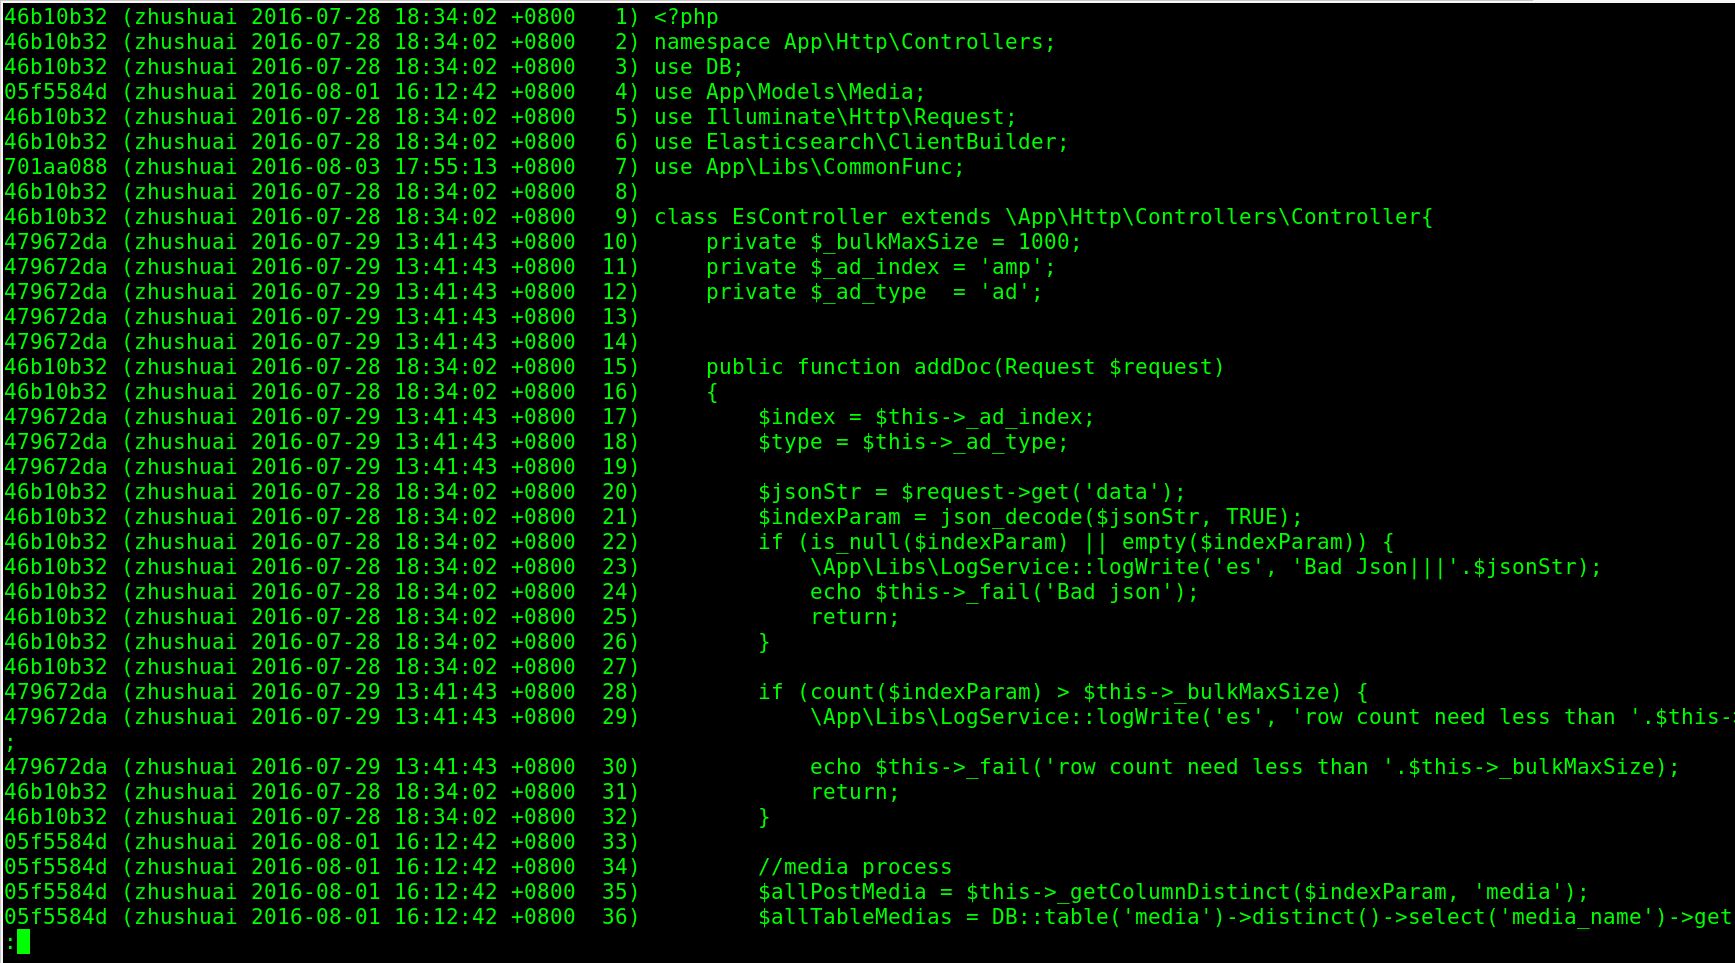 46b10b32 (zhushuai 2016-07-28 18:34:02 +0800   1) <?php
46b10b32 (zhushuai 2016-07-28 18:34:02 +0800   2) namespace App\Http\Controllers;
46b10b32 (zhushuai 2016-07-28 18:34:02 +0800   3) use DB;
05f5584d (zhushuai 2016-08-01 16:12:42 +0800   4) use App\Models\Media;
46b10b32 (zhushuai 2016-07-28 18:34:02 +0800   5) use Illuminate\Http\Request;
46b10b32 (zhushuai 2016-07-28 18:34:02 +0800   6) use Elasticsearch\ClientBuilder;
701aa088 (zhushuai 2016-08-03 17:55:13 +0800   7) use App\Libs\CommonFunc;
46b10b32 (zhushuai 2016-07-28 18:34:02 +0800   8)
46b10b32 (zhushuai 2016-07-28 18:34:02 +0800   9) class EsController extends \App\Http\Controllers\Controller{
479672da (zhushuai 2016-07-29 13:41:43 +0800  10)     private $_bulkMaxSize = 1000;
479672da (zhushuai 2016-07-29 13:41:43 +0800  11)     private $_ad_index = 'amp';
479672da (zhushuai 2016-07-29 13:41:43 +0800  12)     private $_ad_type  = 'ad';
479672da (zhushuai 2016-07-29 13:41:43 +0800  13)
479672da (zhushuai 2016-07-29 13:41:43 +0800  14)
46b10b32 (zhushuai 2016-07-28 18:34:02 +0800  15)     public function addDoc(Request $request)
46b10b32 (zhushuai 2016-07-28 18:34:02 +0800  16)     {
479672da (zhushuai 2016-07-29 13:41:43 +0800  17)         $index = $this->_ad_index;
479672da (zhushuai 2016-07-29 13:41:43 +0800  18)         $type = $this->_ad_type;
479672da (zhushuai 2016-07-29 13:41:43 +0800  19)
46b10b32 (zhushuai 2016-07-28 18:34:02 +0800  20)         $jsonStr = $request->get('data');
46b10b32 (zhushuai 2016-07-28 18:34:02 +0800  21)         $indexParam = json_decode($jsonStr, TRUE);
46b10b32 (zhushuai 2016-07-28 18:34:02 +0800  22)         if (is_null($indexParam) || empty($indexParam)) {
46b10b32 (zhushuai 2016-07-28 18:34:02 +0800  23)             \App\Libs\LogService::logWrite('es', 'Bad Json|||'.$jsonStr);
46b10b32 (zhushuai 2016-07-28 18:34:02 +0800  24)             echo $this->_fail('Bad json');
46b10b32 (zhushuai 2016-07-28 18:34:02 +0800  25)             return;
46b10b32 (zhushuai 2016-07-28 18:34:02 +0800  26)         }
46b10b32 (zhushuai 2016-07-28 18:34:02 +0800  27)
479672da (zhushuai 2016-07-29 13:41:43 +0800  28)         if (count($indexParam) > $this->_bulkMaxSize) {
479672da (zhushuai 2016-07-29 13:41:43 +0800  29)             \App\Libs\LogService::logWrite('es', 'row count need less than '.$this-
;
479672da (zhushuai 2016-07-29 13:41:43 +0800  30)             echo $this->_fail('row count need less than '.$this->_bulkMaxSize);
46b10b32 (zhushuai 2016-07-28 18:34:02 +0800  31)             return;
46b10b32 (zhushuai 2016-07-28 18:34:02 +0800  32)         }
05f5584d (zhushuai 2016-08-01 16:12:42 +0800  33)
05f5584d (zhushuai 2016-08-01 16:12:42 +0800  34)         //media process
05f5584d (zhushuai 2016-08-01 16:12:42 +0800  35)         $allPostMedia = $this->_getColumnDistinct($indexParam, 'media');
05f5584d (zhushuai 2016-08-01 16:12:42 +0800  36)         $allTableMedias = DB::table('media')->distinct()->select('media_name')->get
: